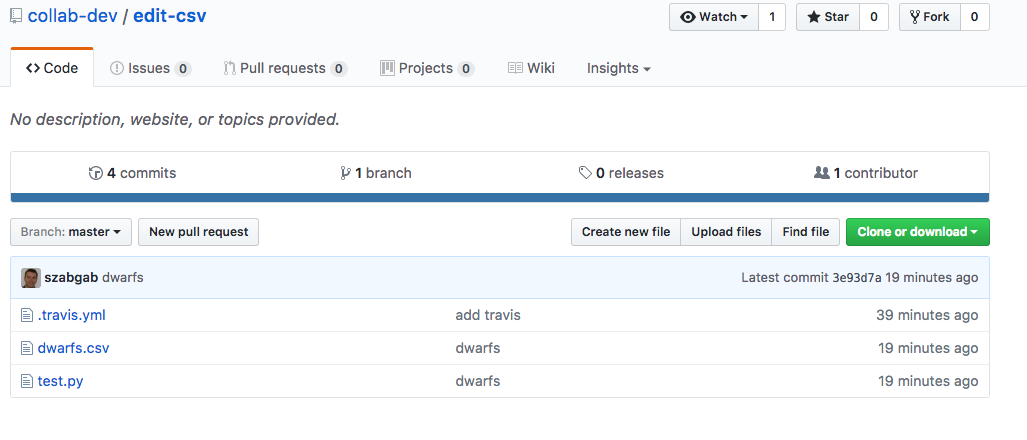 collab-dev / edit-csv Watch 1 Star 0 Fork 0
Code Issues 0 Pull requests 0 Projects 0 Wiki Insights
No description, website, or topics provided.
4 commits 1 branch 0 releases 1 contributor
Branch: master New pull request Create new file Upload files Find file Clone or download
szabgab dwarfs Latest commit 3e93d7a 19 minutes ago
.travis.yml add travis 39 minutes ago
dwarfs.csv dwarfs 19 minutes ago
test.py dwarfs 19 minutes ago